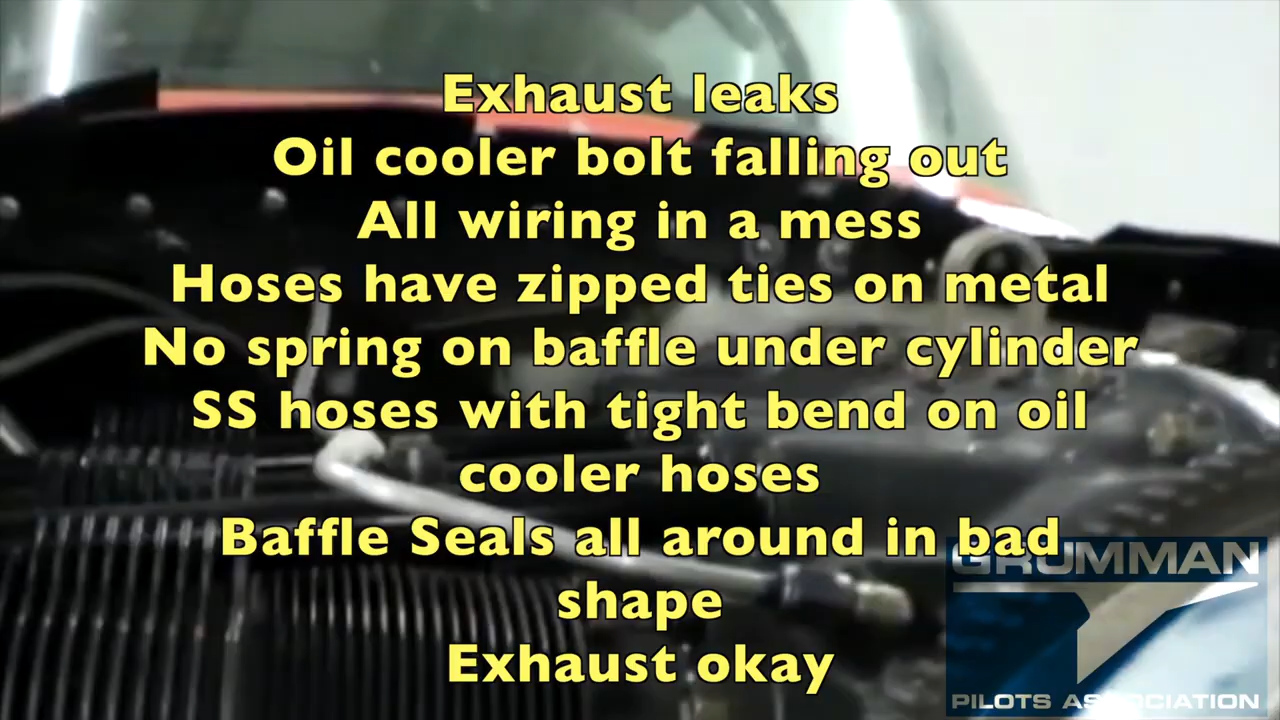 Exhaust leaks
Oil cooler bolt falling out
All wiring in a mess
Hoses have zipped ties on metal
No spring on baffle under cylinder
SS hoses with tight bend on oil
cooler hoses
Baffle Seals all around in bad
shape
Exhaust okay
GRUMMAN
PILOTS ASSOCIATION